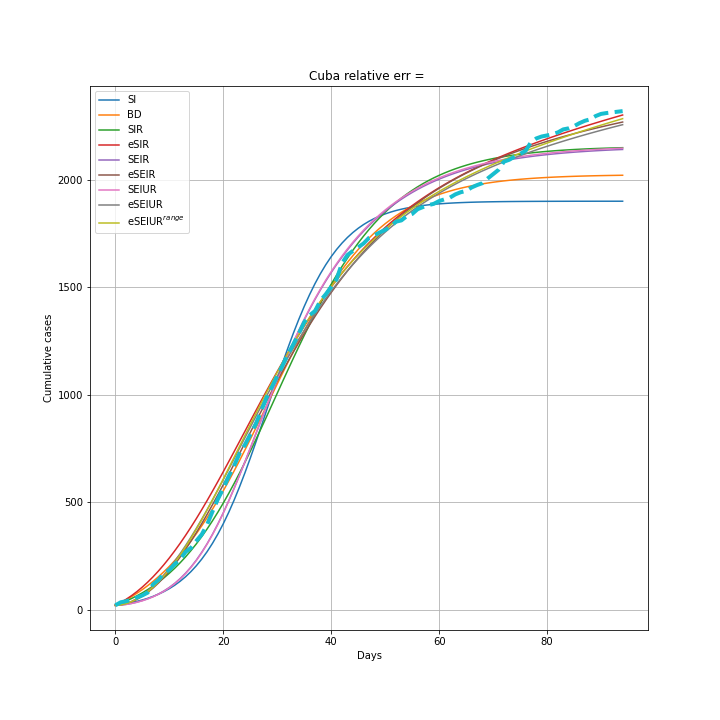 Cuba relative err =
SI
BD
SIR
eSIR
SEIR
eSEIR
SEIUR
eSEIUR
eSEIUR^range
Cumulative cases
2000
1500
1000
500
0
0 20 40 60 80
Days